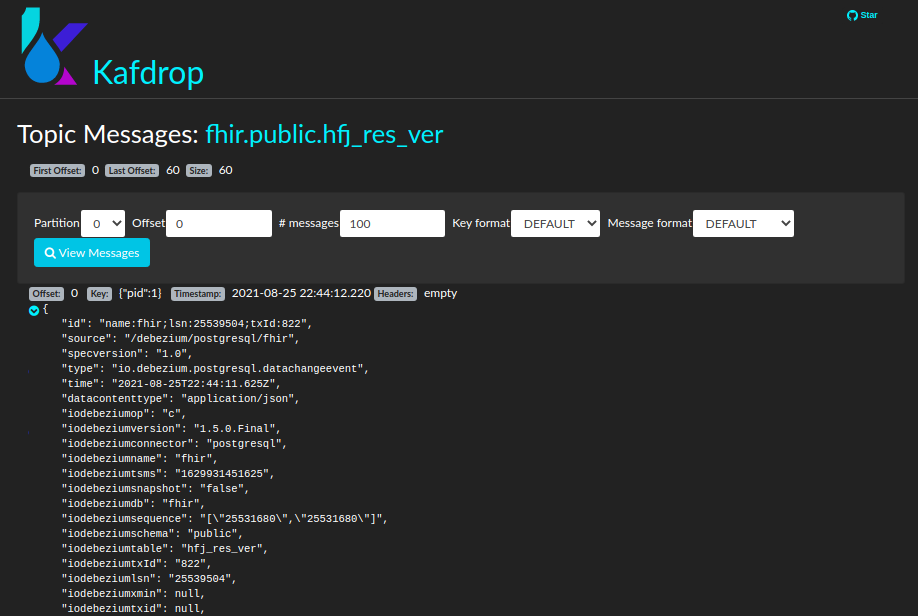 Star
Kafdrop
Topic Messages: fhir.public.hfj_res_ver
First Offset: 0 Last Offset: 60 Size: 60
Partition 0 Offset 0 # messages 100 Key format DEFAULT Message format DEFAULT
View Messages
Offset: 0 Key: {"pid":1} Timestamp: 2021-08-25 22:44:12.220 Headers: empty
{
"id": "name:fhir;lsn:25539504;txId:822",
"source": "/debezium/postgresql/fhir",
"specversion": "1.0",
"type": "io.debezium.postgresql.datachangeevent",
"time": "2021-08-25T22:44:11.625Z",
"datacontenttype": "application/json",
"iodebeziumop": "c",
"iodebeziumversion": "1.5.0.Final",
"iodebeziumconnector": "postgresql",
"iodebeziumname": "fhir",
"iodebeziumtsms": "1629931451625",
"iodebeziumsnapshot": "false",
"iodebeziumdb": "fhir",
"iodebeziumsequence": "[\"25531680\",\"25531680\"]",
"iodebeziumschema": "public",
"iodebeziumtable": "hfj_res_ver",
"iodebeziumtxId": "822",
"iodebeziumlsn": "25539504",
"iodebeziumxmin": null,
"iodebeziumtxid": null,